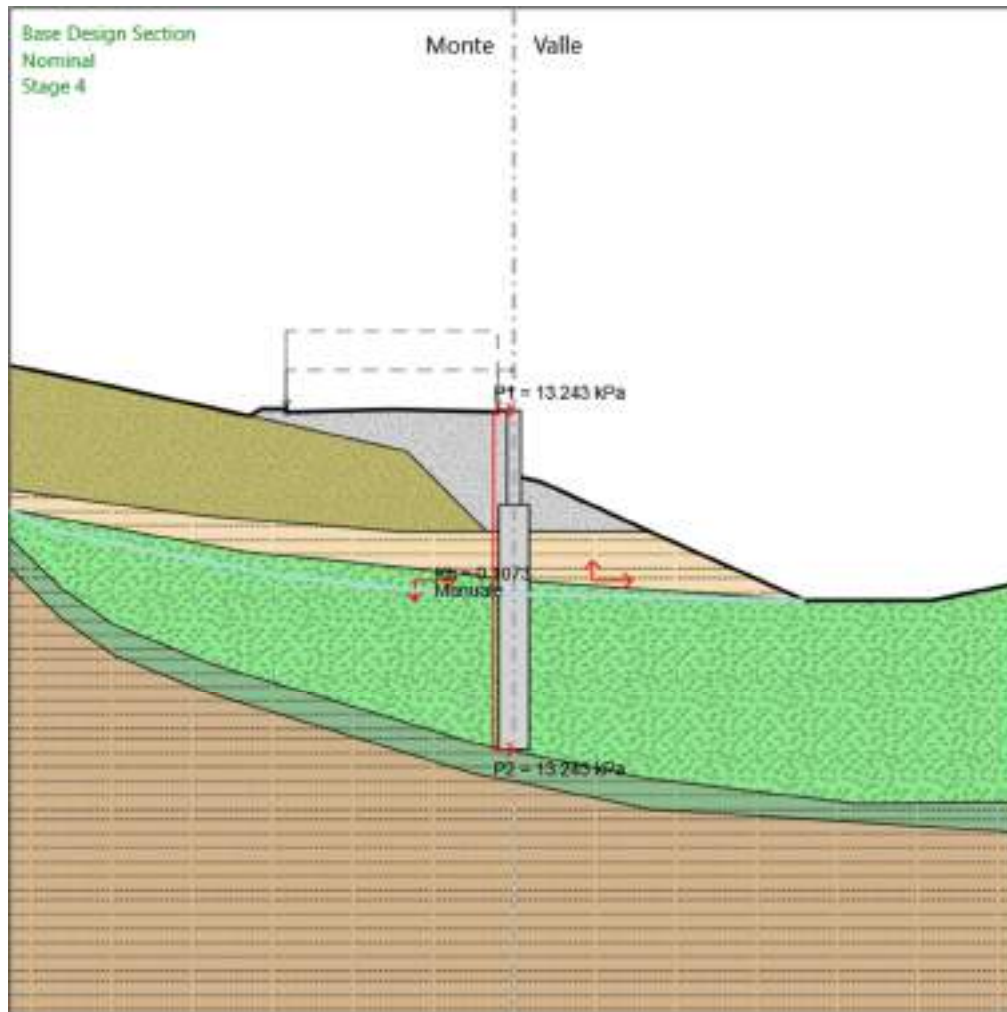 Base Design Section
Nominal
Stage 4
Monte
Valle
P1 = 13.243 kPa
Manuale
P2 = 13.243 kPa